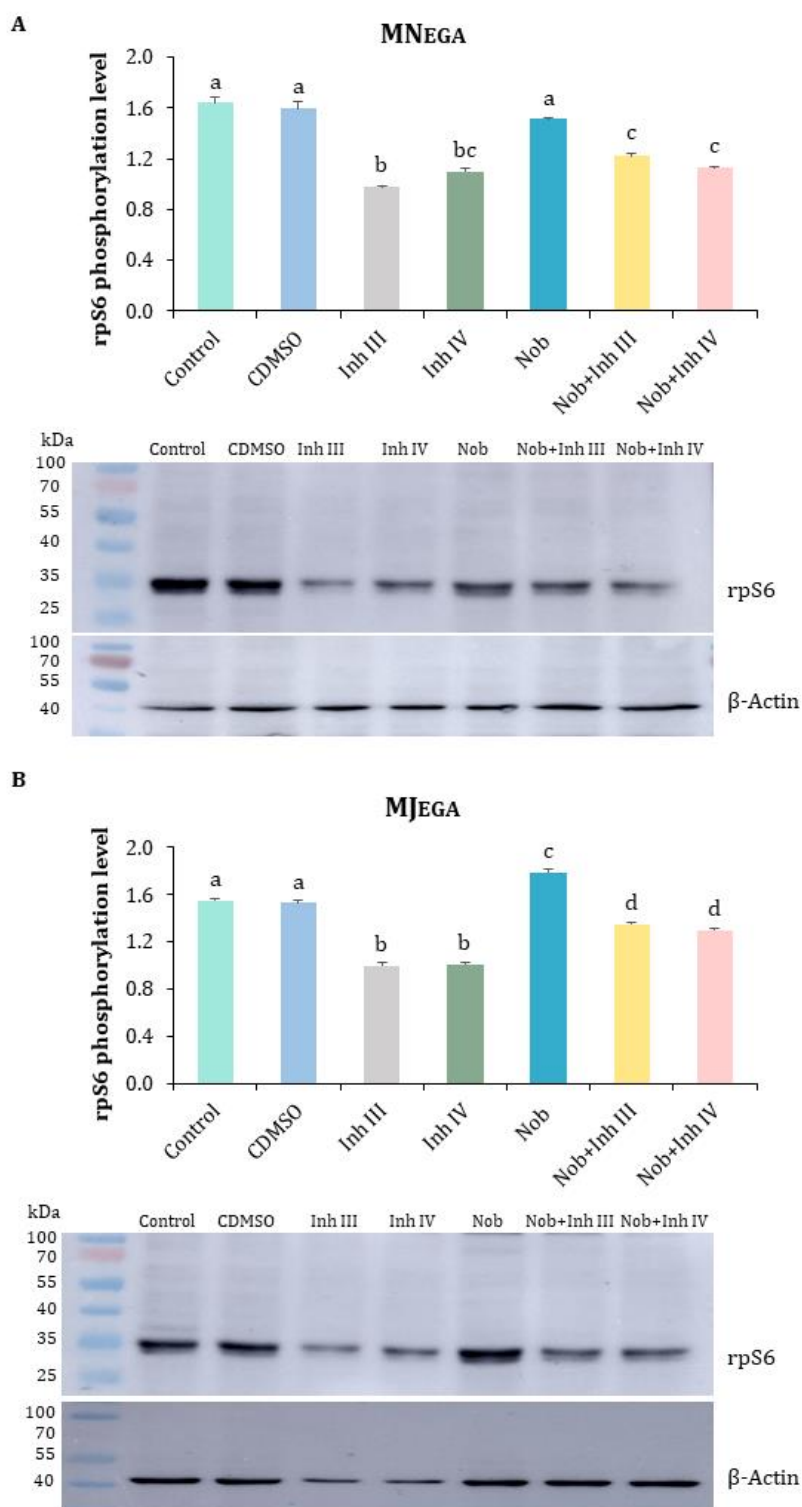 A
MNEGA
rpS6 phosphorylation level
2.0
1.6
1.2
0.8
0.4
0.0
a
a
b
bc
a
c
c
Control
CDMSO
Inh III
Inh IV
Nob
Nob+Inh III
Nob+Inh IV
kDa
Control CDMSO Inh III Inh IV Nob Nob+Inh III Nob+Inh IV
100
70
55
40
35
25
rpS6
100
70
55
40
β-Actin
B
MJEGA
rpS6 phosphorylation level
2.0
1.6
1.2
0.8
0.4
0.0
a
a
b
b
c
d
d
Control
CDMSO
Inh III
Inh IV
Nob
Nob+Inh III
Nob+Inh IV
kDa
Control CDMSO Inh III Inh IV Nob Nob+Inh III Nob+Inh IV
100
70
55
40
35
25
rpS6
100
70
55
40
β-Actin